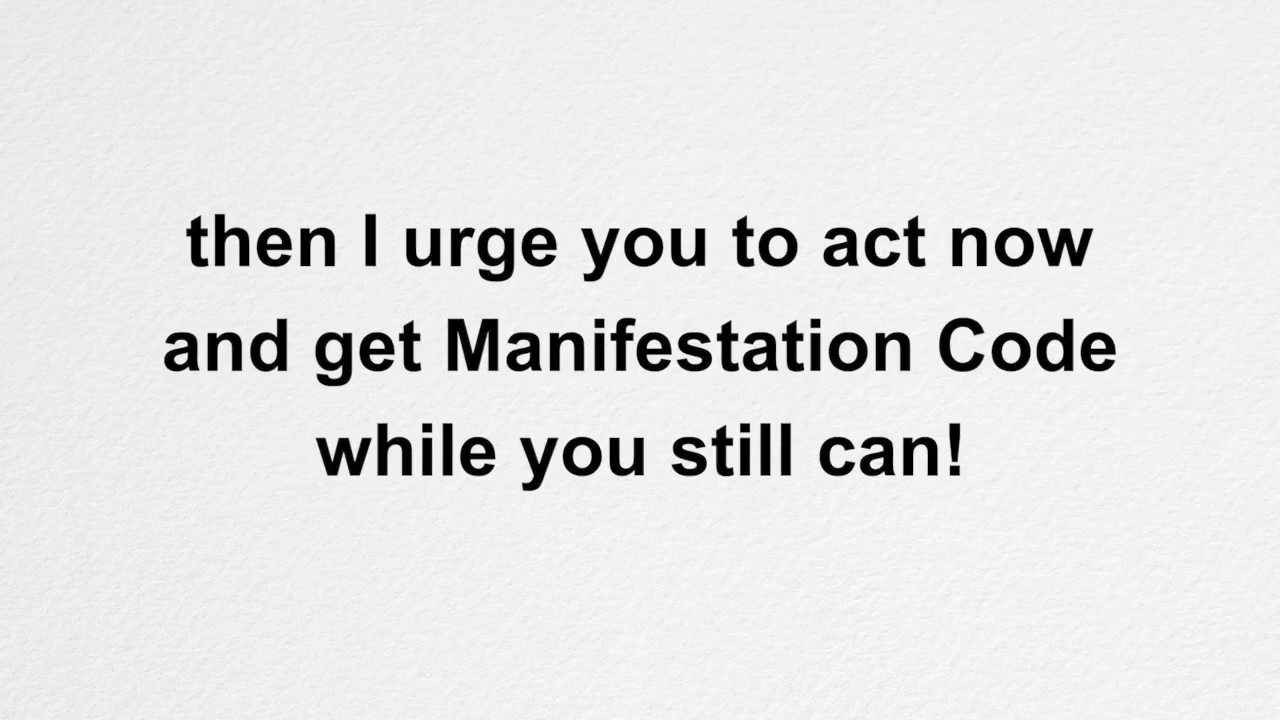 then I urge you to act now
and get Manifestation Code
while you still can!